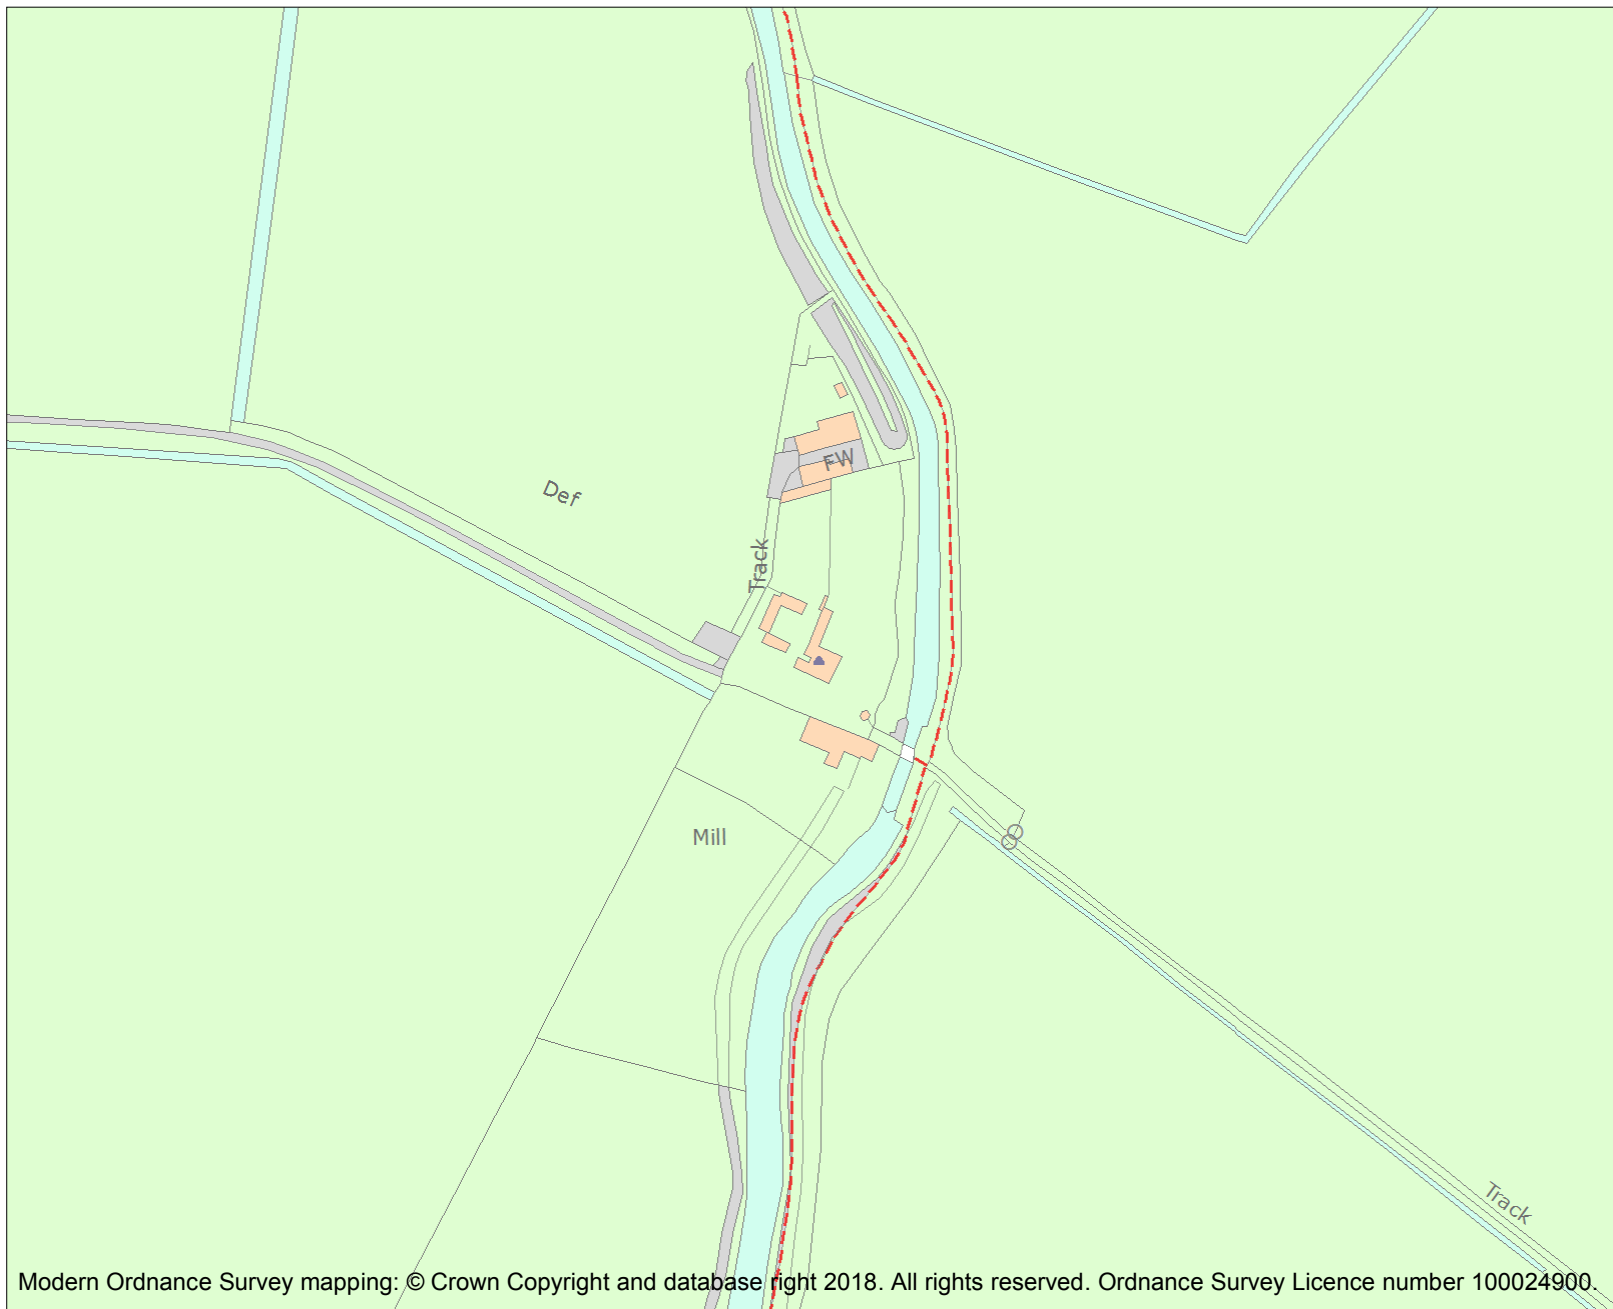 FW
Def
Track
Mill
Track
Modern Ordnance Survey mapping: © Crown Copyright and database right 2018. All rights reserved. Ordnance Survey Licence number 100024900.